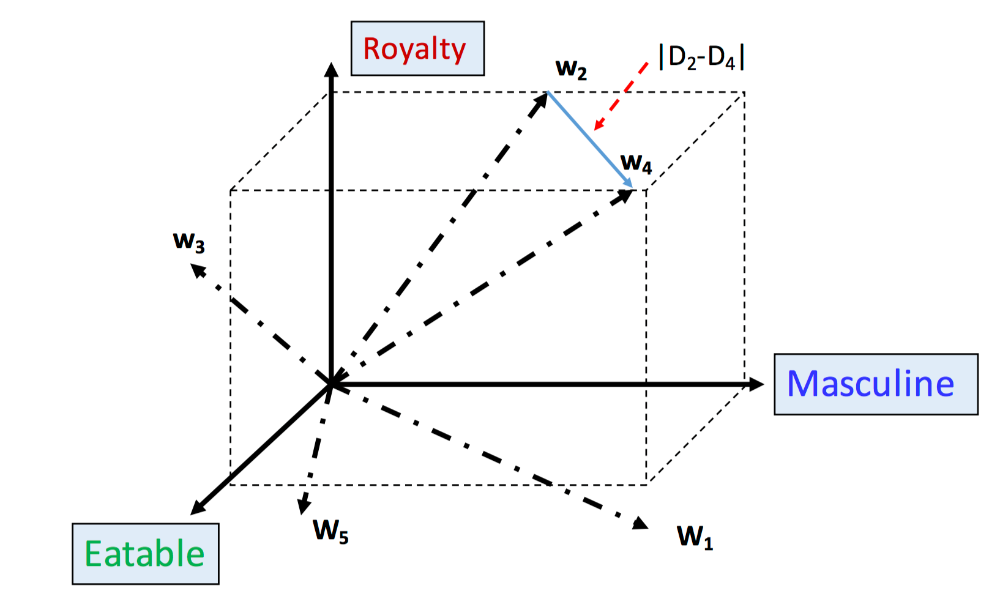 Royalty
|D₂-D₄|
w₂
w₄
w₃
Masculine
W₅
W₁
Eatable